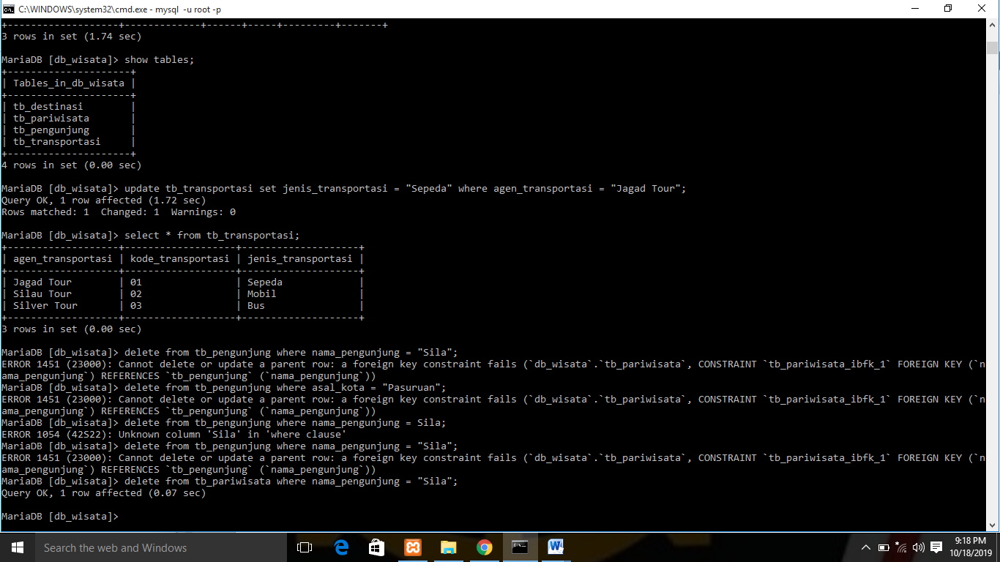 C:\WINDOWS\system32\cmd.exe - mysql  -u root -p
+-------------------+-------------+------+-----+---------+-------+
3 rows in set (1.74 sec)
MariaDB [db_wisata]> show tables;
+---------------------+
| Tables_in_db_wisata |
+---------------------+
| tb_destinasi        |
| tb_pariwisata       |
| tb_pengunjung       |
| tb_transportasi     |
+---------------------+
4 rows in set (0.00 sec)
MariaDB [db_wisata]> update tb_transportasi set jenis_transportasi = "Sepeda" where agen_transportasi = "Jagad Tour";
Query OK, 1 row affected (1.72 sec)
Rows matched: 1  Changed: 1  Warnings: 0
MariaDB [db_wisata]> select * from tb_transportasi;
+-------------------+-------------------+--------------------+
| agen_transportasi | kode_transportasi | jenis_transportasi |
+-------------------+-------------------+--------------------+
| Jagad Tour        | 01                | Sepeda             |
| Silau Tour        | 02                | Mobil              |
| Silver Tour       | 03                | Bus                |
+-------------------+-------------------+--------------------+
3 rows in set (0.00 sec)
MariaDB [db_wisata]> delete from tb_pengunjung where nama_pengunjung = "Sila";
ERROR 1451 (23000): Cannot delete or update a parent row: a foreign key constraint fails (`db_wisata`.`tb_pariwisata`, CONSTRAINT `tb_pariwisata_ibfk_1` FOREIGN KEY (`n
ama_pengunjung`) REFERENCES `tb_pengunjung` (`nama_pengunjung`))
MariaDB [db_wisata]> delete from tb_pengunjung where asal_kota = "Pasuruan";
ERROR 1451 (23000): Cannot delete or update a parent row: a foreign key constraint fails (`db_wisata`.`tb_pariwisata`, CONSTRAINT `tb_pariwisata_ibfk_1` FOREIGN KEY (`n
ama_pengunjung`) REFERENCES `tb_pengunjung` (`nama_pengunjung`))
MariaDB [db_wisata]> delete from tb_pengunjung where nama_pengunjung = Sila;
ERROR 1054 (42S22): Unknown column 'Sila' in 'where clause'
MariaDB [db_wisata]> delete from tb_pengunjung where nama_pengunjung = "Sila";
ERROR 1451 (23000): Cannot delete or update a parent row: a foreign key constraint fails (`db_wisata`.`tb_pariwisata`, CONSTRAINT `tb_pariwisata_ibfk_1` FOREIGN KEY (`n
ama_pengunjung`) REFERENCES `tb_pengunjung` (`nama_pengunjung`))
MariaDB [db_wisata]> delete from tb_pariwisata where nama_pengunjung = "Sila";
Query OK, 1 row affected (0.07 sec)
MariaDB [db_wisata]>
Search the web and Windows
9:18 PM
10/18/2019